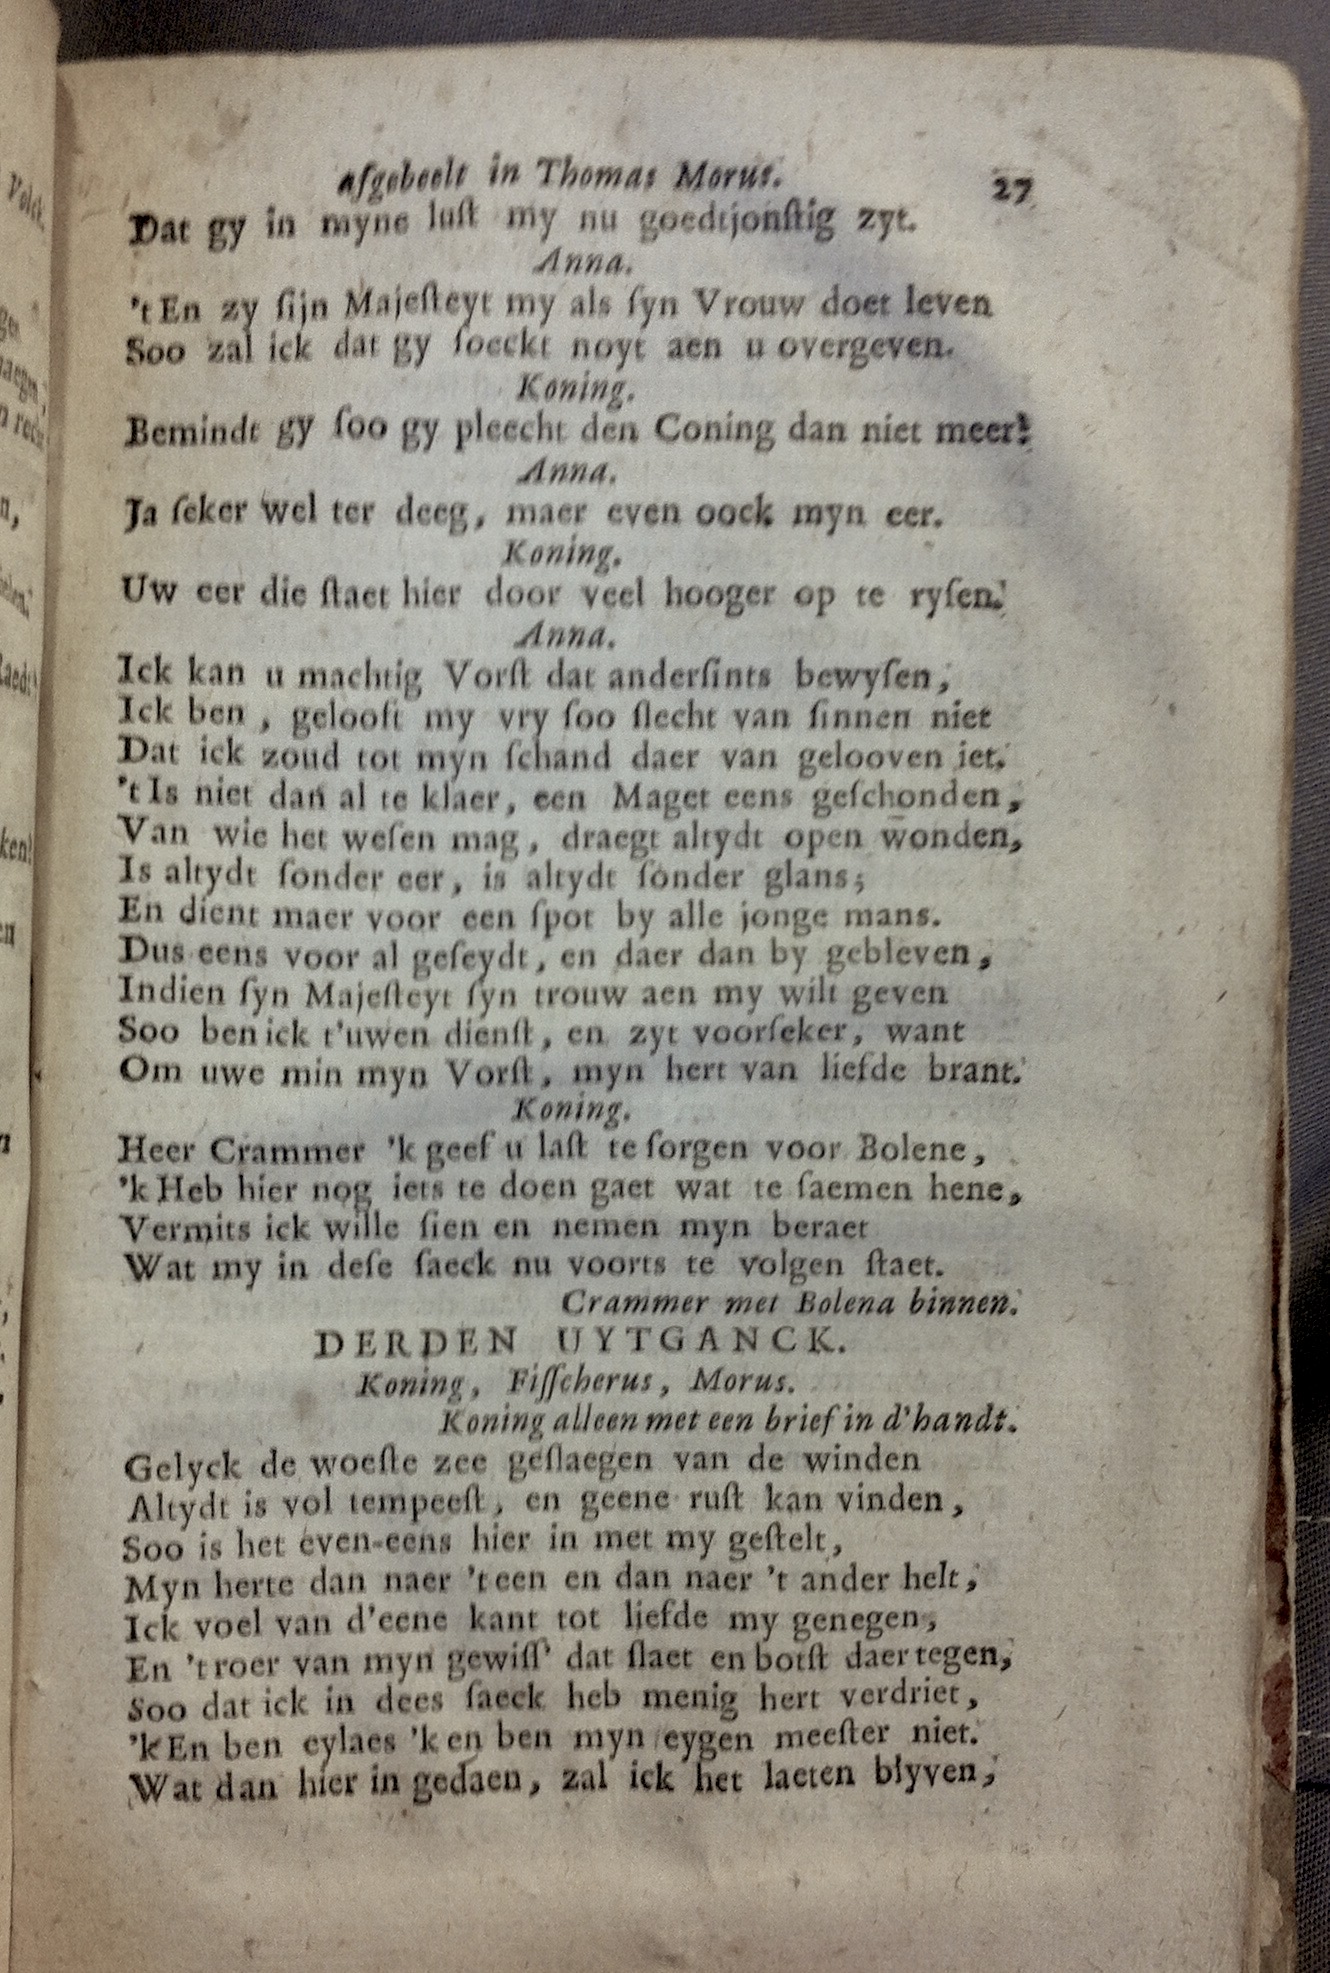 afgebeelt in Thomas Morus. 27
Dat gy in myne luſt my nu goedtjonſtig zyt.
Anna.
't En zy ſijn Majeſteyt my als ſyn Vrouw doet leven
Soo zal ick dat gy ſoeckt noyt aen u overgeven.
Koning.
Bemindt gy ſoo gy pleecht den Coning dan niet meer?
Anna.
Ja ſeker wel ter deeg, maer even oock myn eer.
Koning.
Uw eer die ſtaet hier door veel hooger op te ryſen.
Anna.
Ick kan u machtig Vorſt dat anderſints bewyſen,
Ick ben, gelooft my vry ſoo ſlecht van ſinnen niet
Dat ick zoud tot myn ſchand daer van gelooven iet.
't Is niet dan al te klaer, een Maget eens geſchonden,
Van wie het weſen mag, draegt altydt open wonden,
Is altydt ſonder eer, is altydt ſonder glans;
En dient maer voor een ſpot by alle jonge mans.
Dus eens voor al geſeydt, en daer dan by gebleven,
Indien ſyn Majeſteyt ſyn trouw aen my wilt geven
Soo ben ick t'uwen dienſt, en zyt voorſeker, want
Om uwe min myn Vorſt, myn hert van liefde brant.
Koning.
Heer Crammer 'k geef u laſt te ſorgen voor Bolene,
'k Heb hier nog iets te doen gaet wat te ſaemen hene,
Vermits ick wille ſien en nemen myn beraet
Wat my in deſe ſaeck nu voorts te volgen ſtaet.
Crammer met Bolena binnen.
DERDEN UYTGANCK.
Koning, Fiſſcherus, Morus.
Koning alleen met een brief in d'handt.
Gelyck de woeſte zee geſlaegen van de winden
Altydt is vol tempeeſt, en geene ruſt kan vinden,
Soo is het even-eens hier in met my geſtelt,
Myn herte dan naer 't een en dan naer 't ander helt,
Ick voel van d'eene kant tot liefde my genegen,
En 't roer van myn gewiſſ' dat ſlaet en botſt daer tegen,
Soo dat ick in dees ſaeck heb menig hert verdriet,
'k En ben eylaes 'k en ben myn eygen meeſter niet.
Wat dan hier in gedaen, zal ick het laeten blyven,